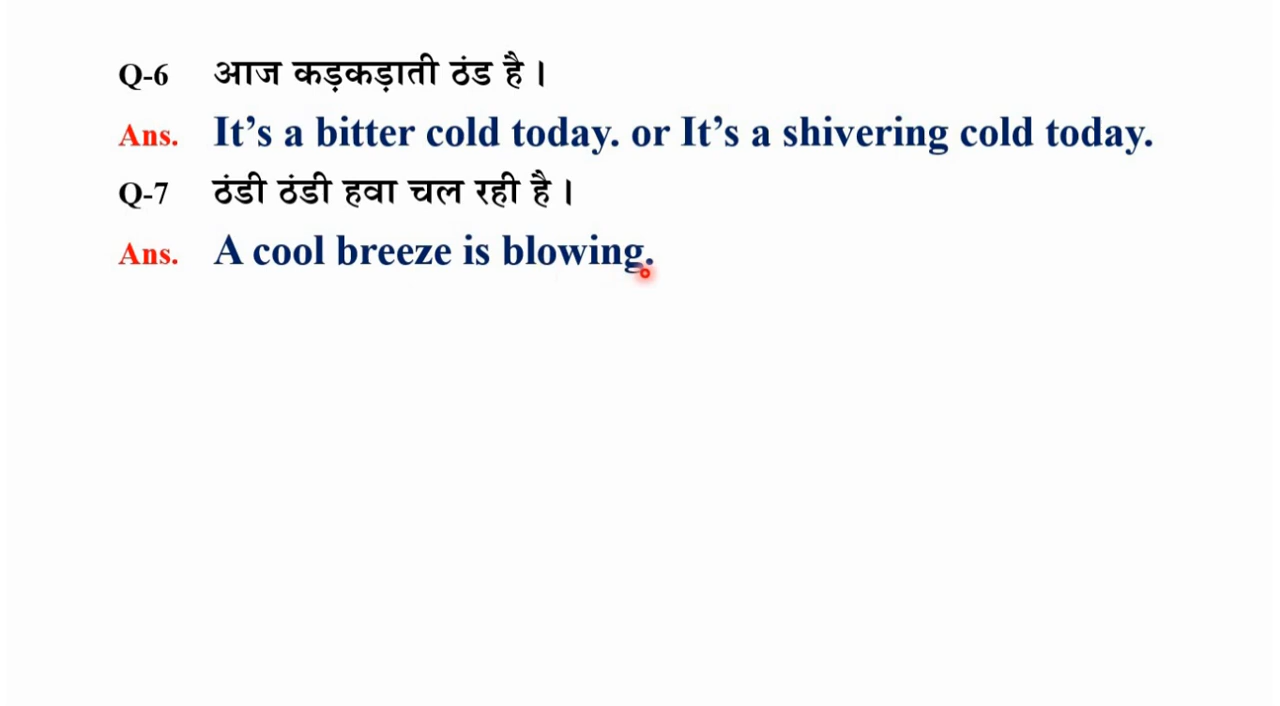 Q-6 आज कड़कड़ाती ठंड है ।
Ans. It’s a bitter cold today. or It’s a shivering cold today.
Q-7 ठंडी ठंडी हवा चल रही है ।
Ans. A cool breeze is blowing.